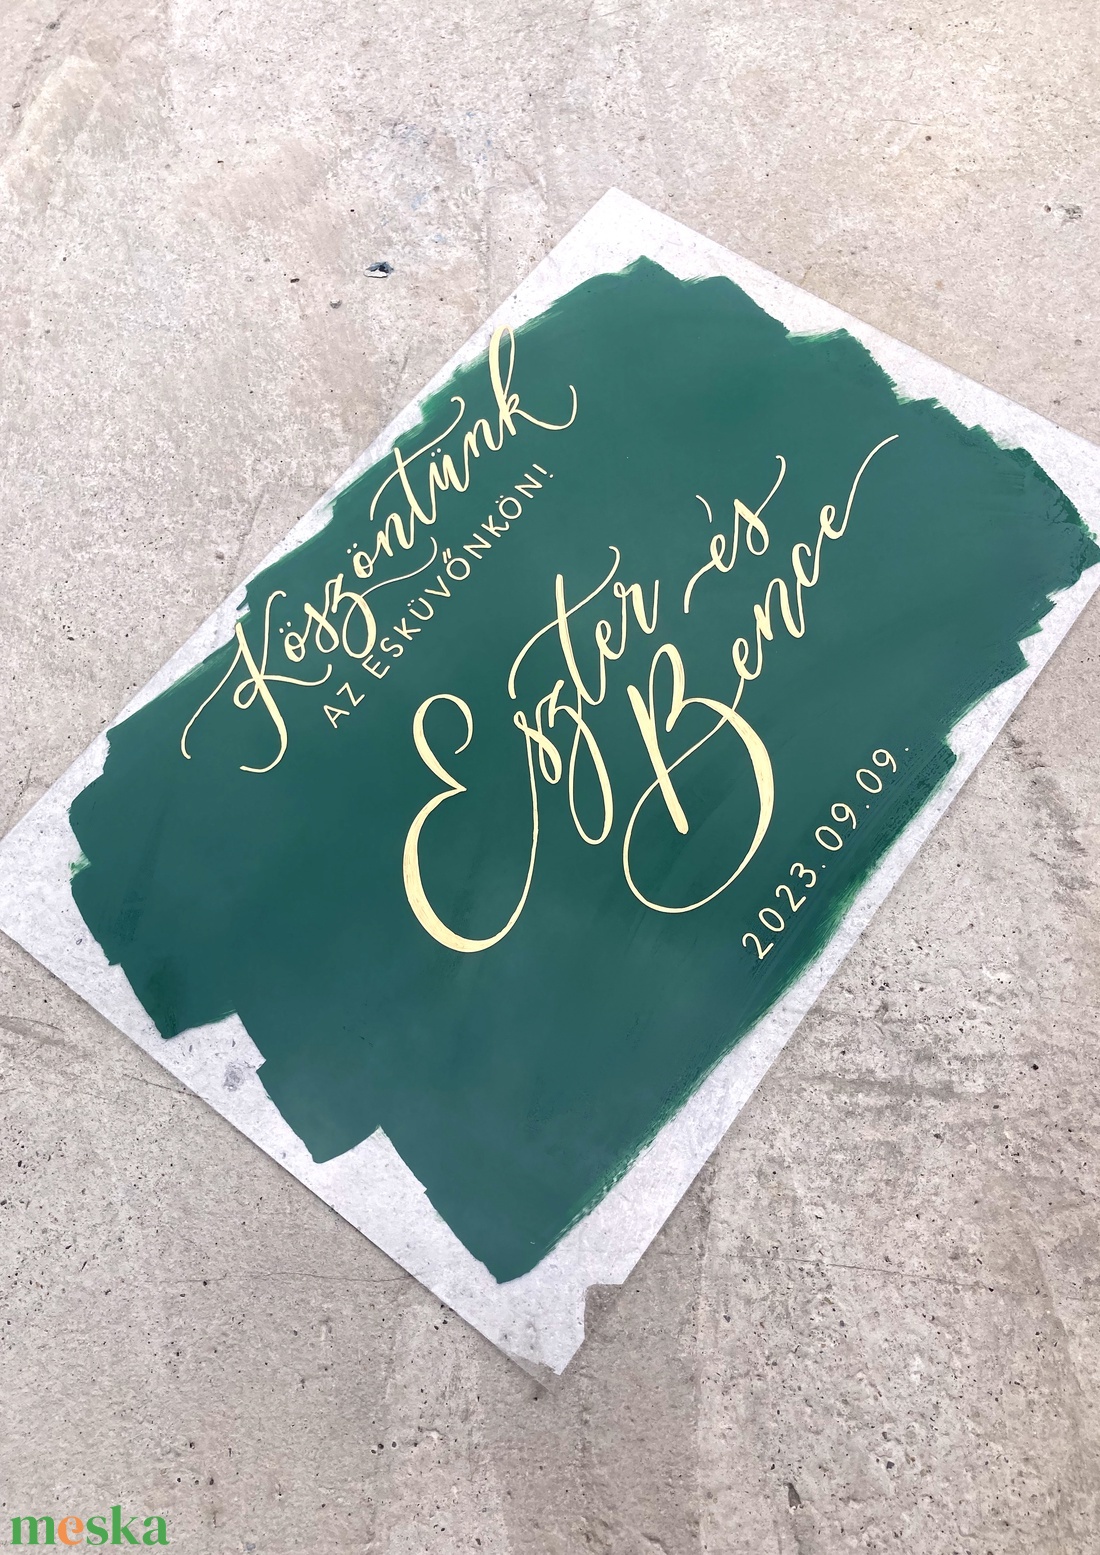 Köszöntünk
AZ ESKÜVŐNKÖN!
Eszter és
Bence
2023.09.09.
meska